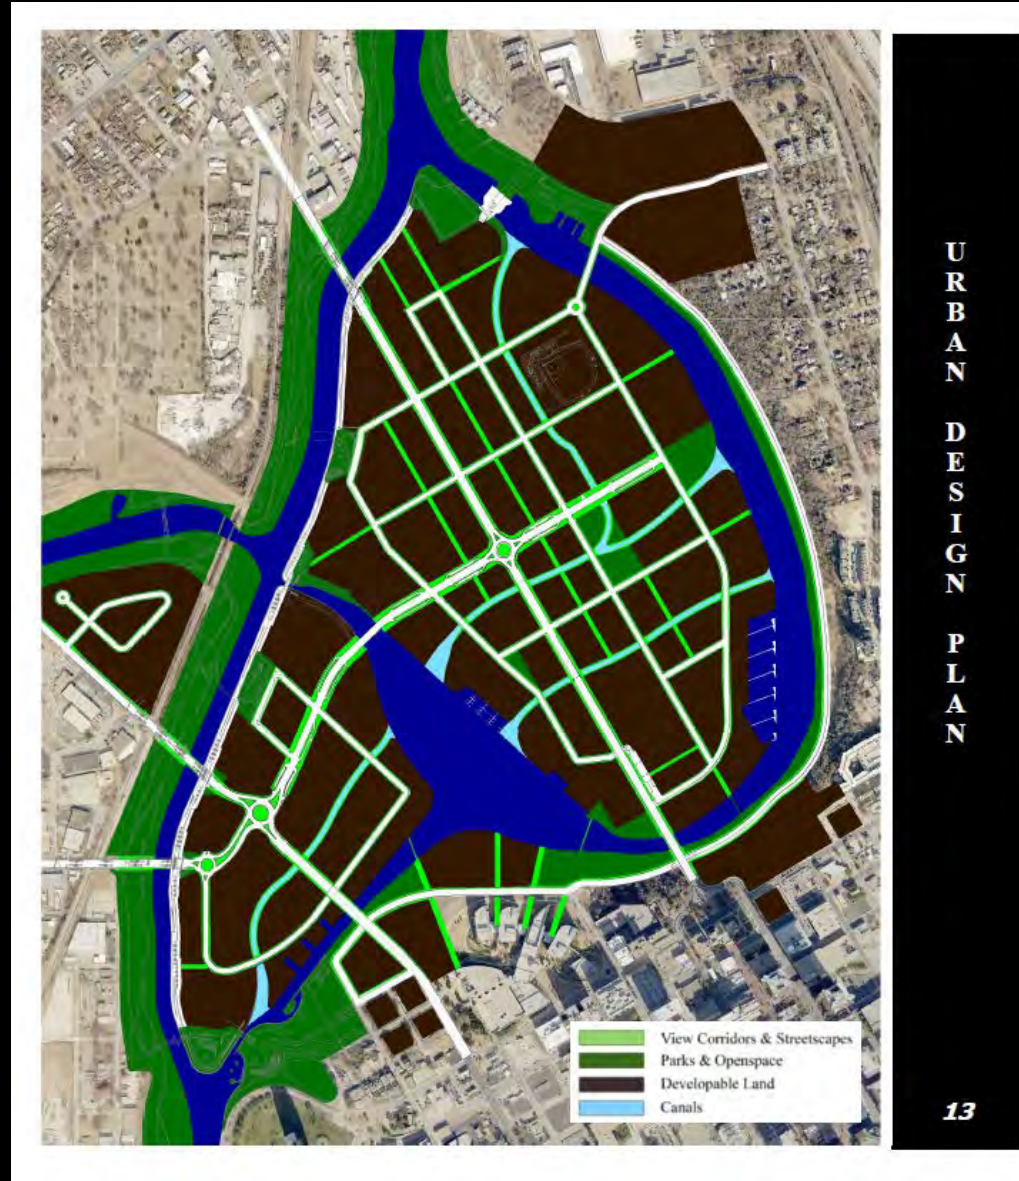 URBAN DESIGN PLAN
View Corridors & Streetscapes
Parks & Openspace
Developable Land
Canals
13